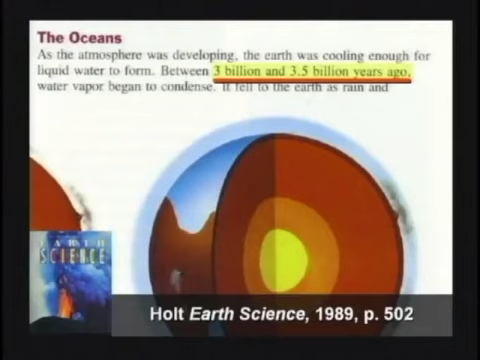 The Oceans
As the atmosphere was developing, the earth was cooling enough for
liquid water to form. Between 3 billion and 3.5 billion years ago,
water vapor began to condense. It fell to the earth as rain and
EARTH
SCIENCE
Holt Earth Science, 1989, p. 502